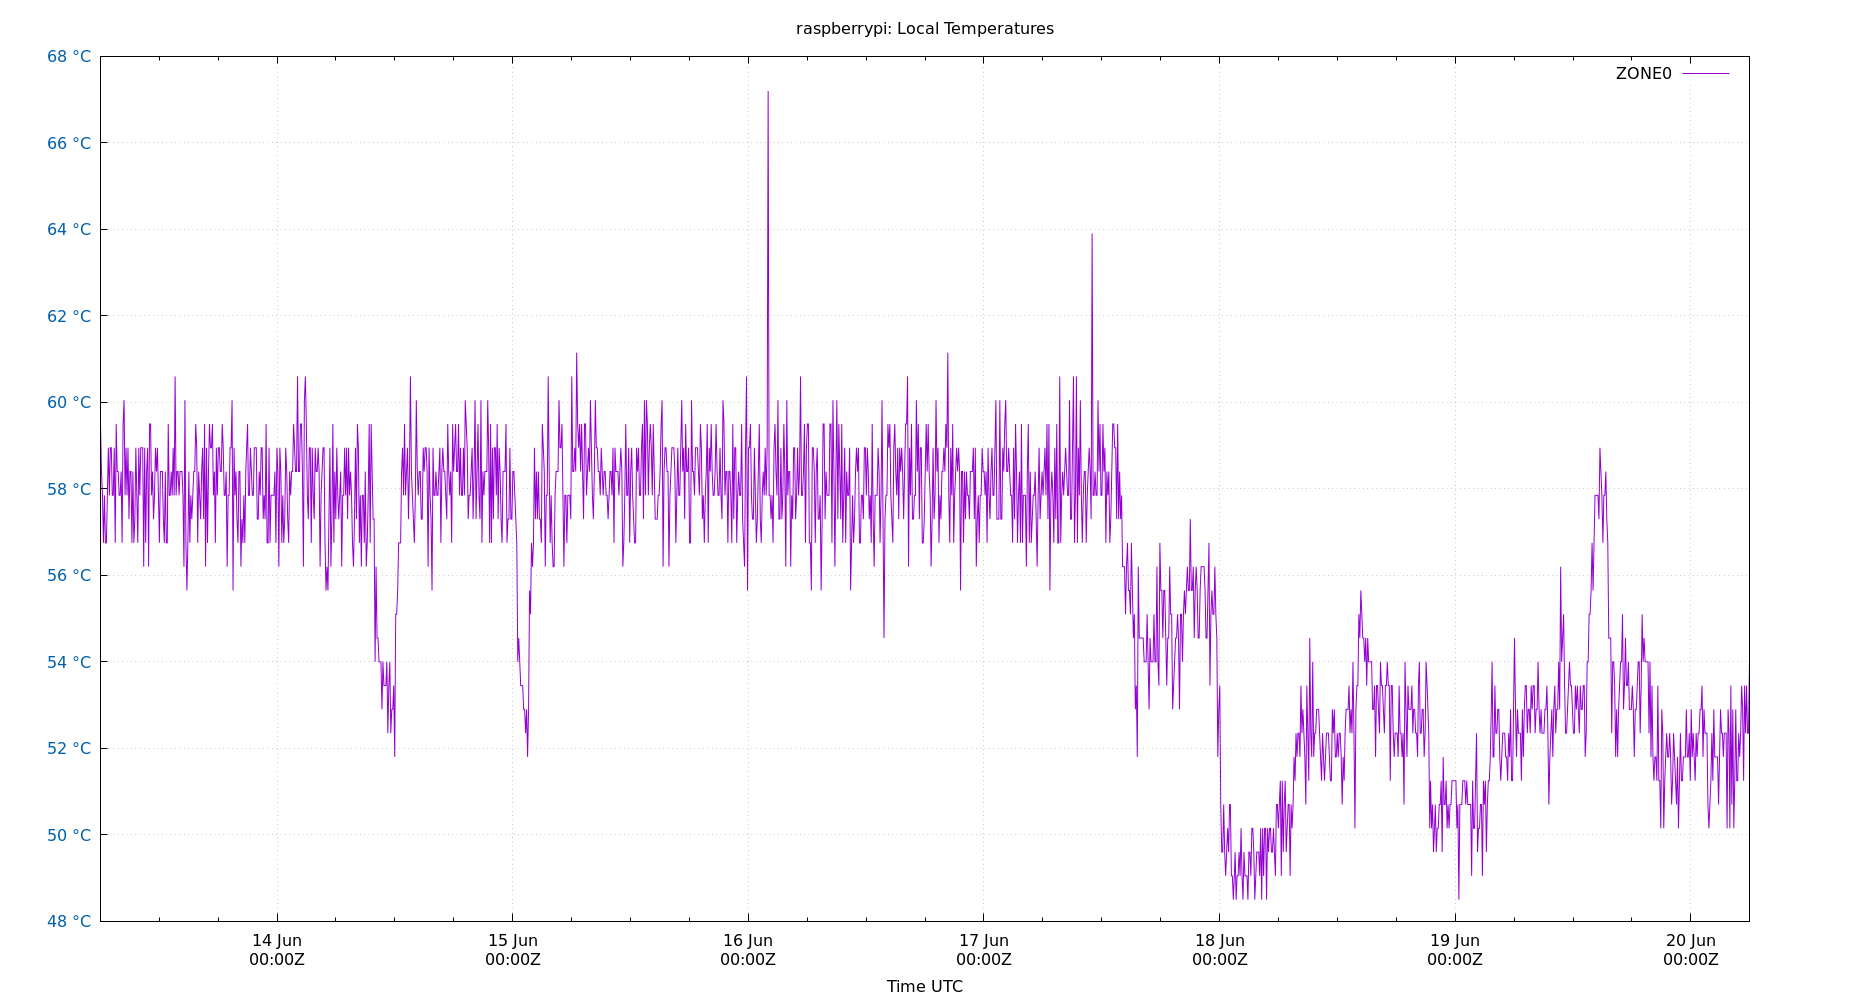 raspberrypi: Local Temperatures
68 °C
ZONE0
66 °C
64 °C
62 °C
60 °C
58 °C
56 °C
54 °C
52 °C
50 °C
48 °C
14 Jun 15 Jun 16 Jun 17 Jun 18 Jun 19 Jun 20 Jun
00:00Z 00:00Z 00:00Z 00:00Z 00:00Z 00:00Z 00:00Z
Time UTC